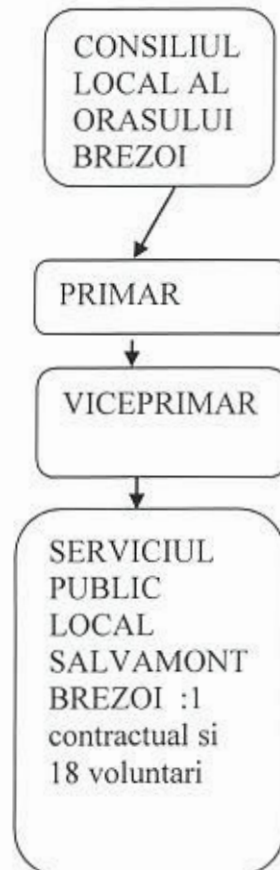 CONSILIUL
LOCAL AL
ORASULUI
BREZOI
PRIMAR
VICEPRIMAR
SERVICIUL
PUBLIC
LOCAL
SALVAMONT
BREZOI :1
contractual si
18 voluntari